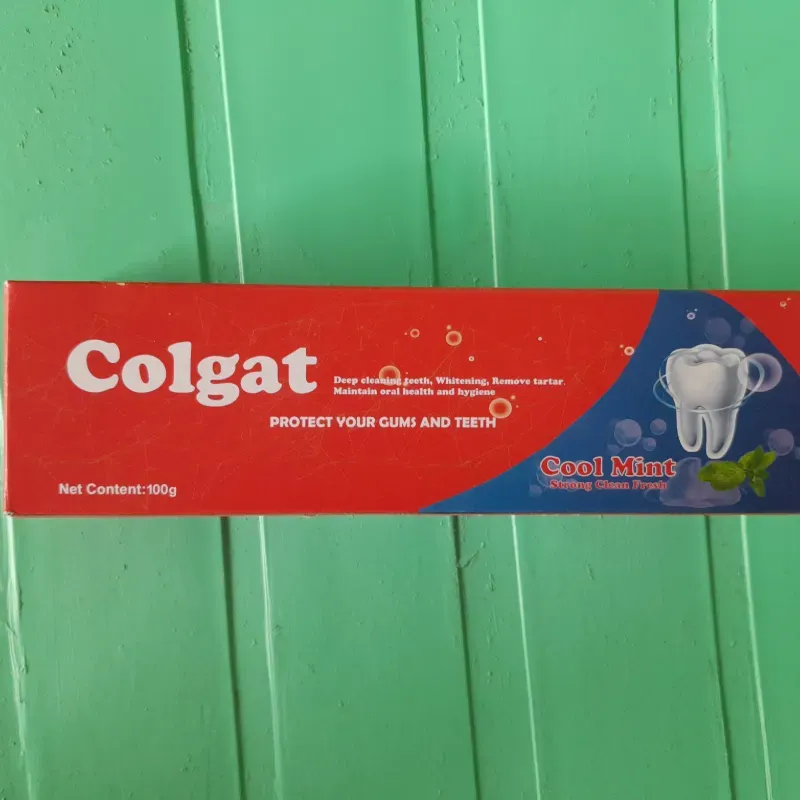 Colgat
Deep cleaning teeth, Whitening, Remove tartar.
Maintain oral health and hygiene
PROTECT YOUR GUMS AND TEETH
Cool Mint
Strong Clean Fresh
Net Content:100g